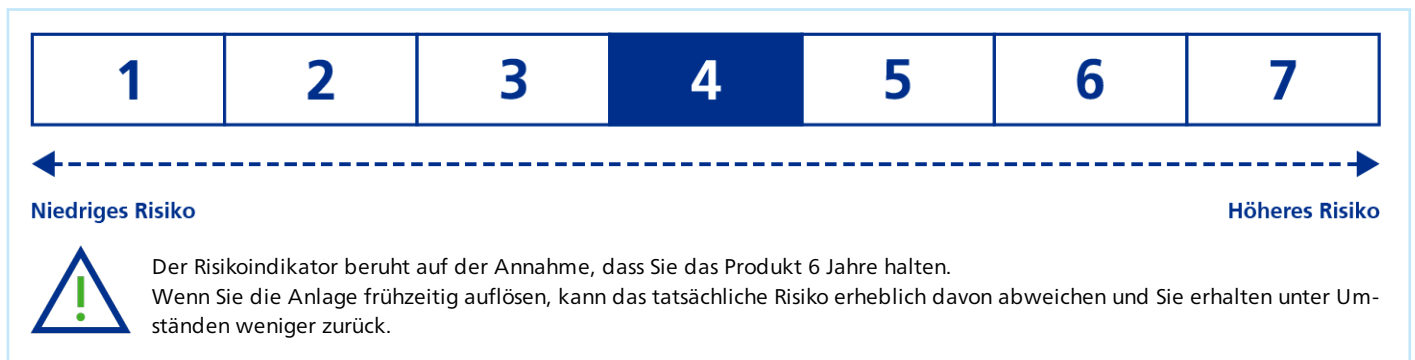 1 2 3 4 5 6 7
Niedriges Risiko Höheres Risiko
Der Risikoindikator beruht auf der Annahme, dass Sie das Produkt 6 Jahre halten.
Wenn Sie die Anlage frühzeitig auflösen, kann das tatsächliche Risiko erheblich davon abweichen und Sie erhalten unter Um-
ständen weniger zurück.